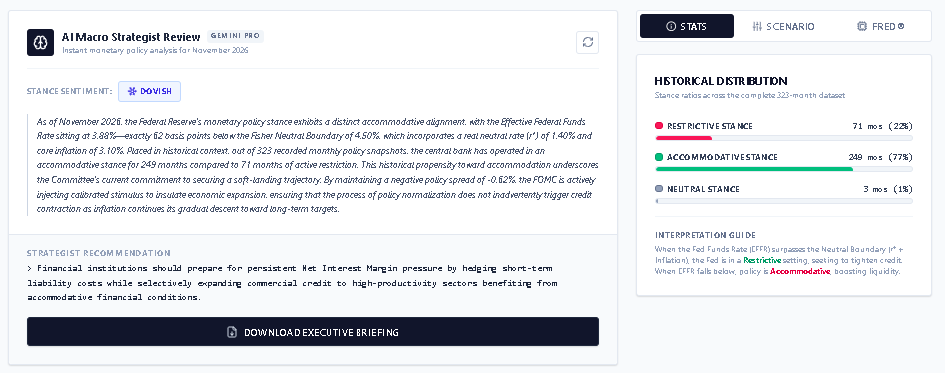 AI Macro Strategist Review GEMINI PRO
Instant monetary policy analysis for November 2026
STANCE SENTIMENT: DOVISH
As of November 2026, the Federal Reserve's monetary policy stance exhibits a distinct accommodative alignment, with the Effective Federal Funds
Rate sitting at 3.88%—exactly 62 basis points below the Fisher Neutral Boundary of 4.50%, which incorporates a real neutral rate (r*) of 1.40% and
core inflation of 3.10%. Placed in historical context, out of 323 recorded monthly policy snapshots, the central bank has operated in an
accommodative stance for 249 months compared to 71 months of active restriction. This historical propensity toward accommodation underscores
the Committee's current commitment to securing a soft-landing trajectory. By maintaining a negative policy spread of -0.62%, the FOMC is actively
injecting calibrated stimulus to insulate economic expansion, ensuring that the process of policy normalization does not inadvertently trigger credit
contraction as inflation continues its gradual descent toward long-term targets.
STRATEGIST RECOMMENDATION
> Financial institutions should prepare for persistent Net Interest Margin pressure by hedging short-term
liability costs while selectively expanding commercial credit to high-productivity sectors benefiting from
accommodative financial conditions.
DOWNLOAD EXECUTIVE BRIEFING
STATS SCENARIO FRED ®
HISTORICAL DISTRIBUTION
Stance ratios across the complete 323-month dataset
RESTRICTIVE STANCE 71 mos (22%)
ACCOMMODATIVE STANCE 249 mos (77%)
NEUTRAL STANCE 3 mos (1%)
INTERPRETATION GUIDE
When the Fed Funds Rate (EFFR) surpasses the Neutral Boundary (r* +
Inflation), the Fed is in a Restrictive setting, seeking to tighten credit.
When EFFR falls below, policy is Accommodative, boosting liquidity.